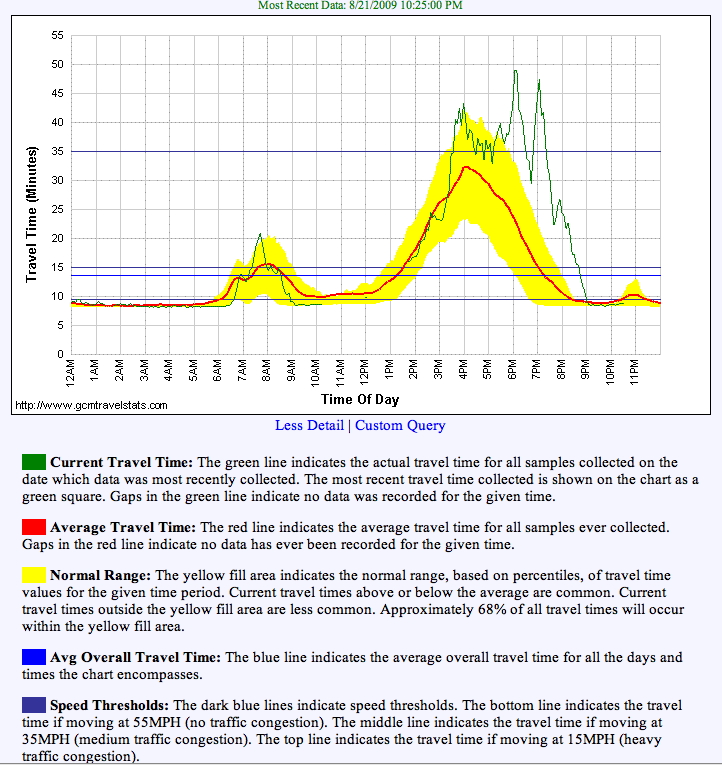 Most Recent Data: 8/21/2009 10:25:00 PM
55
50
45
40
35
30
25
20
15
10
5
0
Travel Time (Minutes)
12AM
1AM
2AM
3AM
4AM
5AM
6AM
7AM
8AM
9AM
10AM
11AM
12PM
1PM
2PM
3PM
4PM
5PM
6PM
7PM
8PM
9PM
10PM
11PM
Time Of Day
http://www.gcmtravelstats.com
Less Detail | Custom Query
Current Travel Time: The green line indicates the actual travel time for all samples collected on the
date which data was most recently collected. The most recent travel time collected is shown on the chart as a
green square. Gaps in the green line indicate no data was recorded for the given time.
Average Travel Time: The red line indicates the average travel time for all samples ever collected.
Gaps in the red line indicate no data has ever been recorded for the given time.
Normal Range: The yellow fill area indicates the normal range, based on percentiles, of travel time
values for the given time period. Current travel times above or below the average are common. Current
travel times outside the yellow fill area are less common. Approximately 68% of all travel times will occur
within the yellow fill area.
Avg Overall Travel Time: The blue line indicates the average overall travel time for all the days and
times the chart encompasses.
Speed Thresholds: The dark blue lines indicate speed thresholds. The bottom line indicates the travel
time if moving at 55MPH (no traffic congestion). The middle line indicates the travel time if moving at
35MPH (medium traffic congestion). The top line indicates the travel time if moving at 15MPH (heavy
traffic congestion).